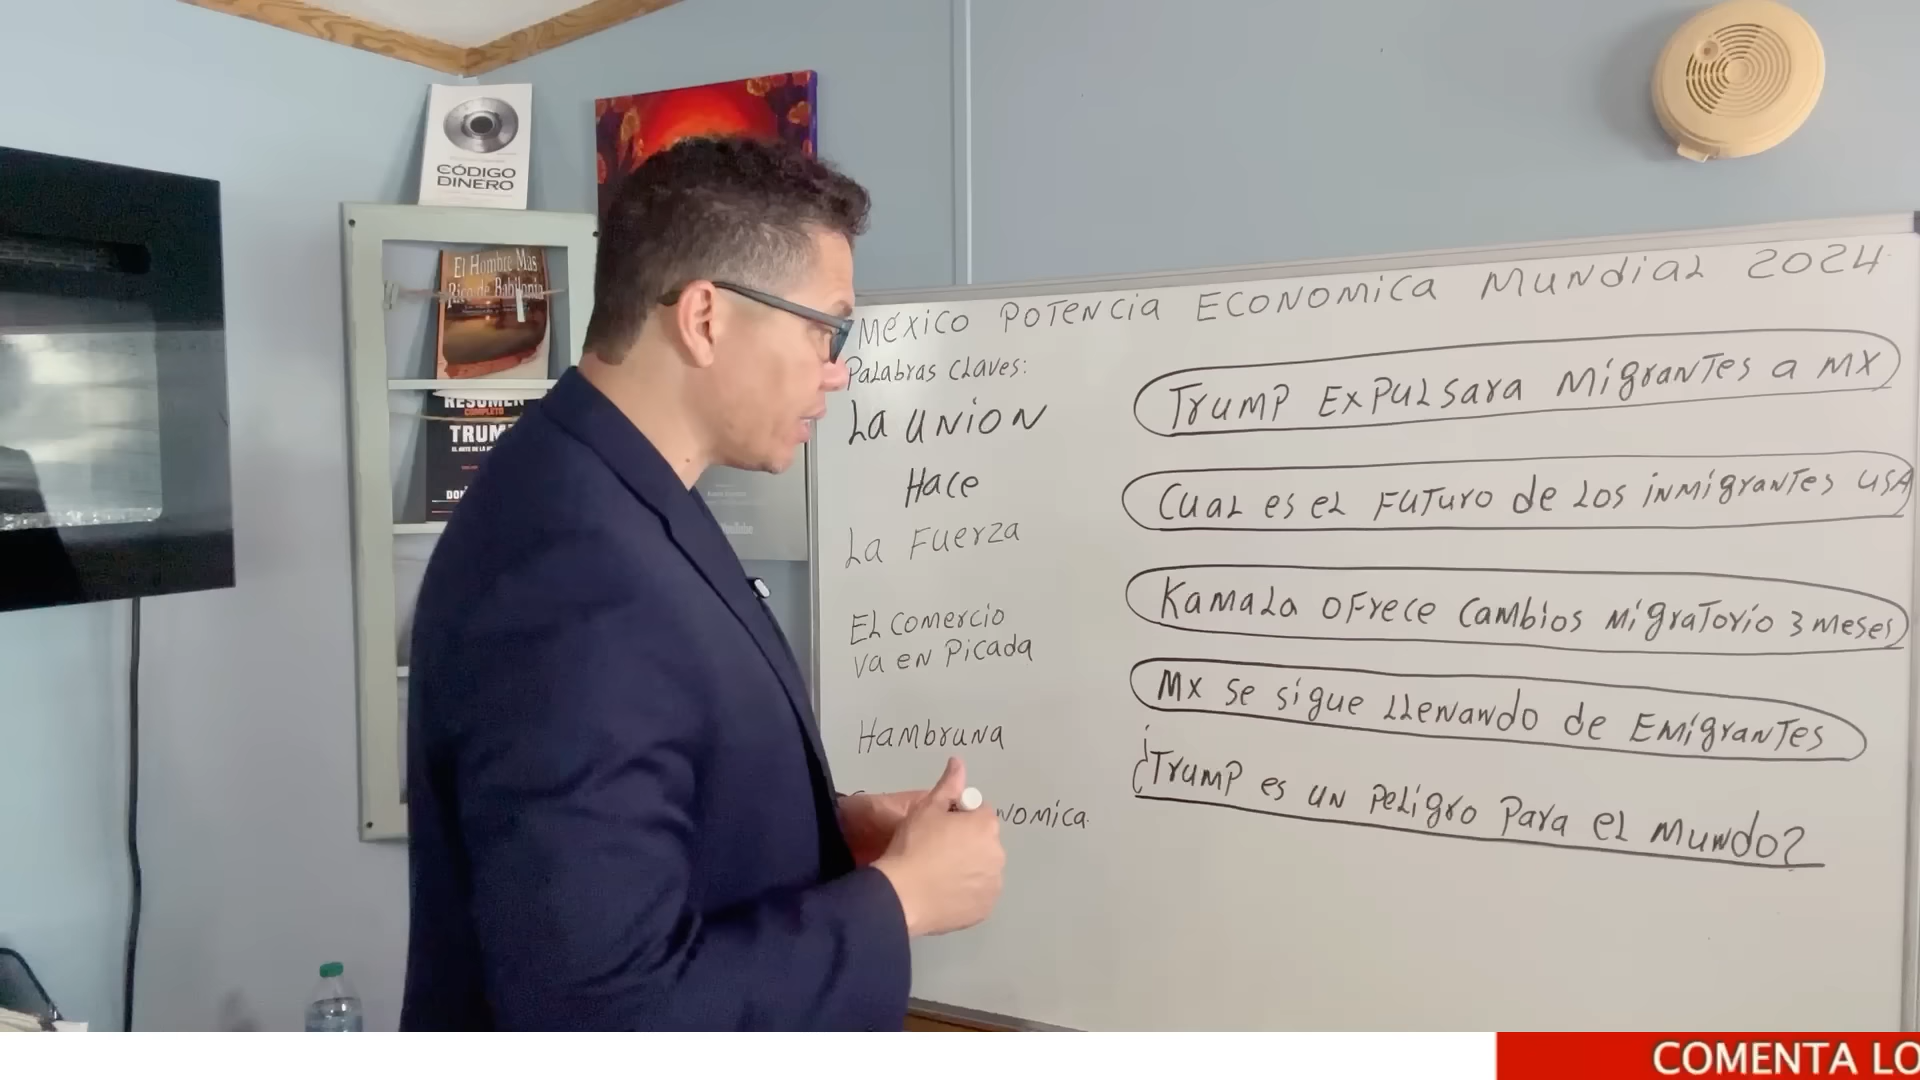 CÓDIGO
DINERO
El Hombre Mas
Rico de Babilonia
RESUMEN
COMPLETO
TRUM
MÉXICO POTENCIA ECONOMICA MUNDIAL 2024
Palabras Claves:
La UNION
Hace
La Fuerza
El Comercio
va en Picada
Hambruna
nomica.
Trump Expulsara Migrantes a MX
Cual es el Futuro de los inmigrantes USA
Kamala ofrece cambios Migratorio 3 meses
MX se sigue llenando de Emigrantes
¿Trump es un Peligro Para el Mundo?
COMENTA LO